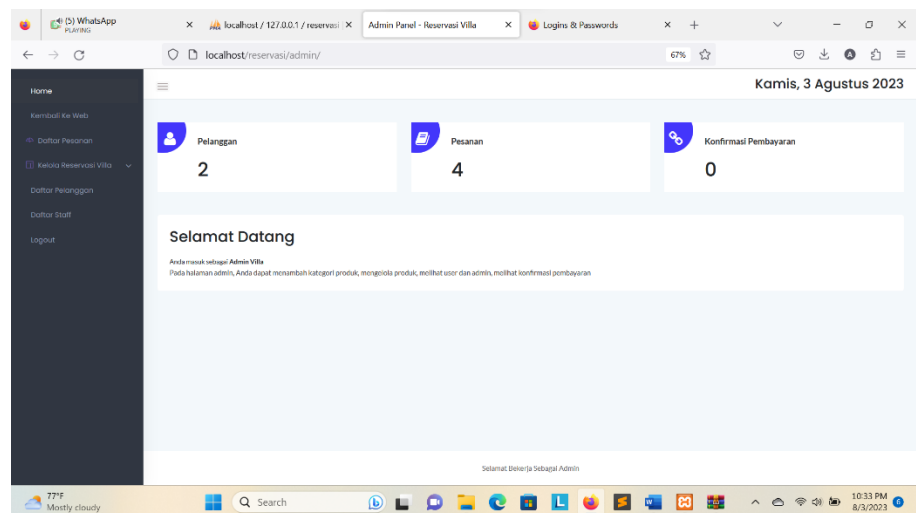 (5) WhatsApp
PLAYING
localhost / 127.0.0.1 / reservasi
Admin Panel - Reservasi Villa
Logins & Passwords
localhost/reservasi/admin/
67%
Home
Kembali Ke Web
Daftar Pesanan
Kelola Reservasi Villa
Daftar Pelanggan
Daftar Staff
Logout
Kamis, 3 Agustus 2023
Pelanggan
2
Pesanan
4
Konfirmasi Pembayaran
0
Selamat Datang
Anda masuk sebagai Admin Villa
Pada halaman admin, Anda dapat menambah kategori produk, mengelola produk, melihat user dan admin, melihat konfirmasi pembayaran
Selamat Bekerja Sebagai Admin
77°F
Mostly cloudy
Search
10:33 PM
8/3/2023
6